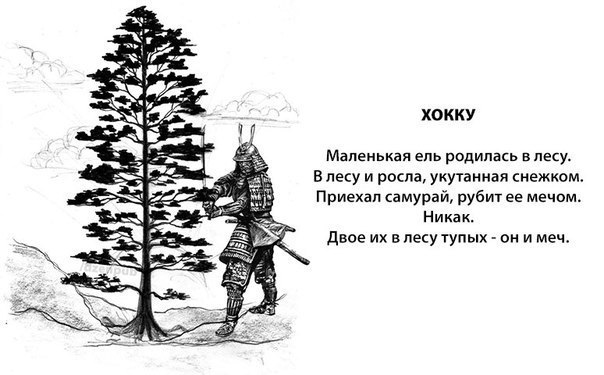 ХОККУ
Маленькая ель родилась в лесу.
В лесу и росла, укутанная снежком.
Приехал самурай, рубит ее мечом.
Никак.
Двое их в лесу тупых - он и меч.